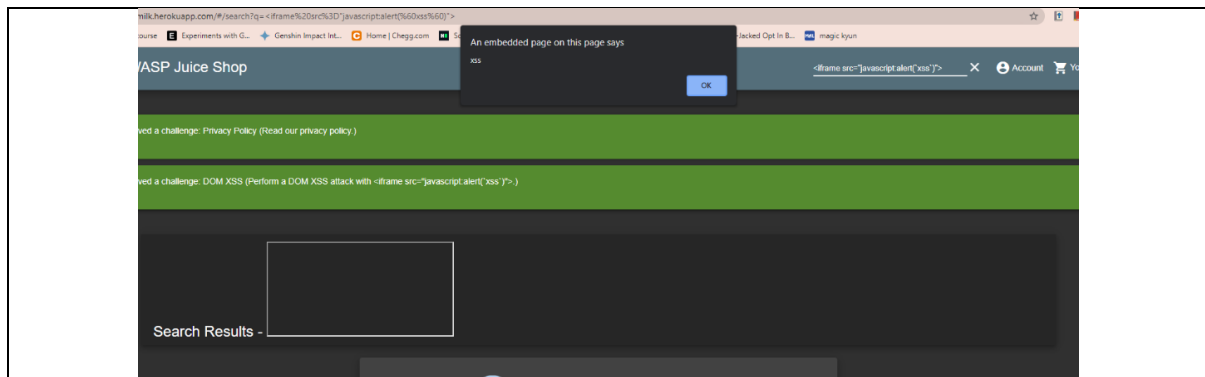 milk.herokuapp.com/#/search?q=<iframe%20src%3D"javascript:alert(%60xss%60)">
ourse Experiments with G... Genshin Impact Int... Home | Chegg.com Jacked Opt In B... magic kyun
An embedded page on this page says
xss
OK
/ASP Juice Shop
<iframe src="javascript:alert(`xss`)"> Account Yo
ved a challenge: Privacy Policy (Read our privacy policy.)
ved a challenge: DOM XSS (Perform a DOM XSS attack with <iframe src="javascript:alert(`xss`)">.)
Search Results -